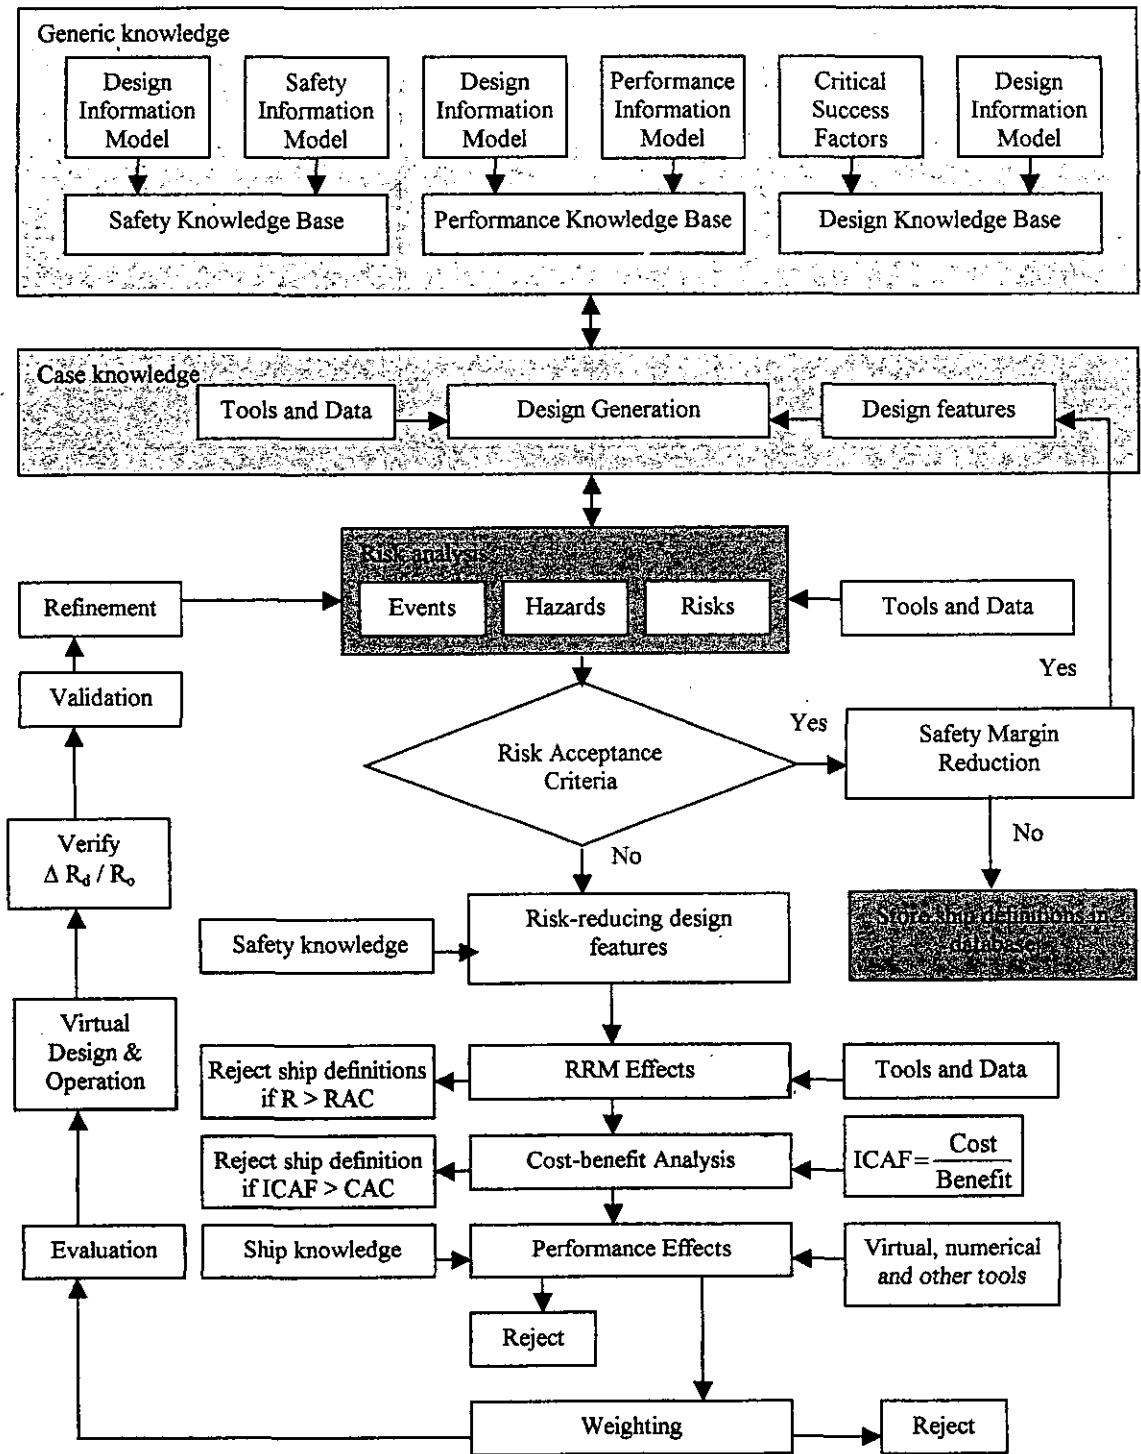 Generic knowledge
Design
Information
Model
Safety
Information
Model
Design
Information
Model
Performance
Information
Model
Critical
Success
Factors
Design
Information
Model
Safety Knowledge Base
Performance Knowledge Base
Design Knowledge Base
Case knowledge
Tools and Data
Design Generation
Design features
Risk analysis
Refinement
Events
Hazards
Risks
Tools and Data
Yes
Validation
Risk Acceptance
Criteria
Yes
Safety Margin
Reduction
Verify
Δ R_d / R_o
No
No
Safety knowledge
Risk-reducing design
features
Store ship definitions in
database
Virtual
Design &
Operation
Reject ship definitions
if R > RAC
RRM Effects
Tools and Data
Reject ship definition
if ICAF > CAC
Cost-benefit Analysis
ICAF = Cost
Benefit
Evaluation
Ship knowledge
Performance Effects
Virtual, numerical
and other tools
Reject
Weighting
Reject